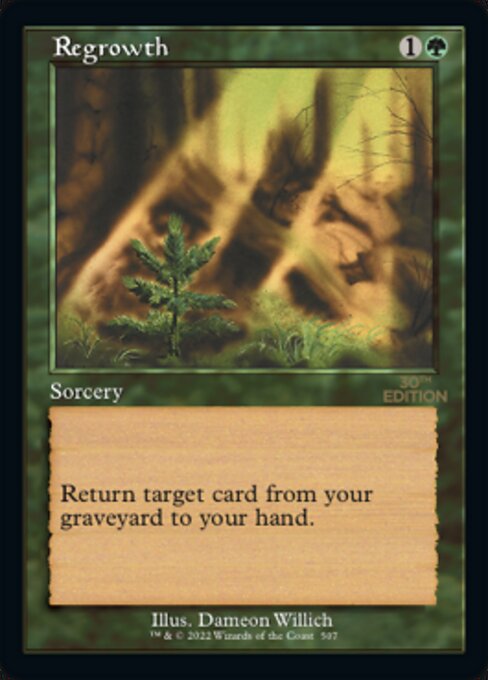 Regrowth 1
30TH
EDITION
Sorcery
Return target card from your
graveyard to your hand.
Illus. Dameon Willich
™ & © 2022 Wizards of the Coast 507